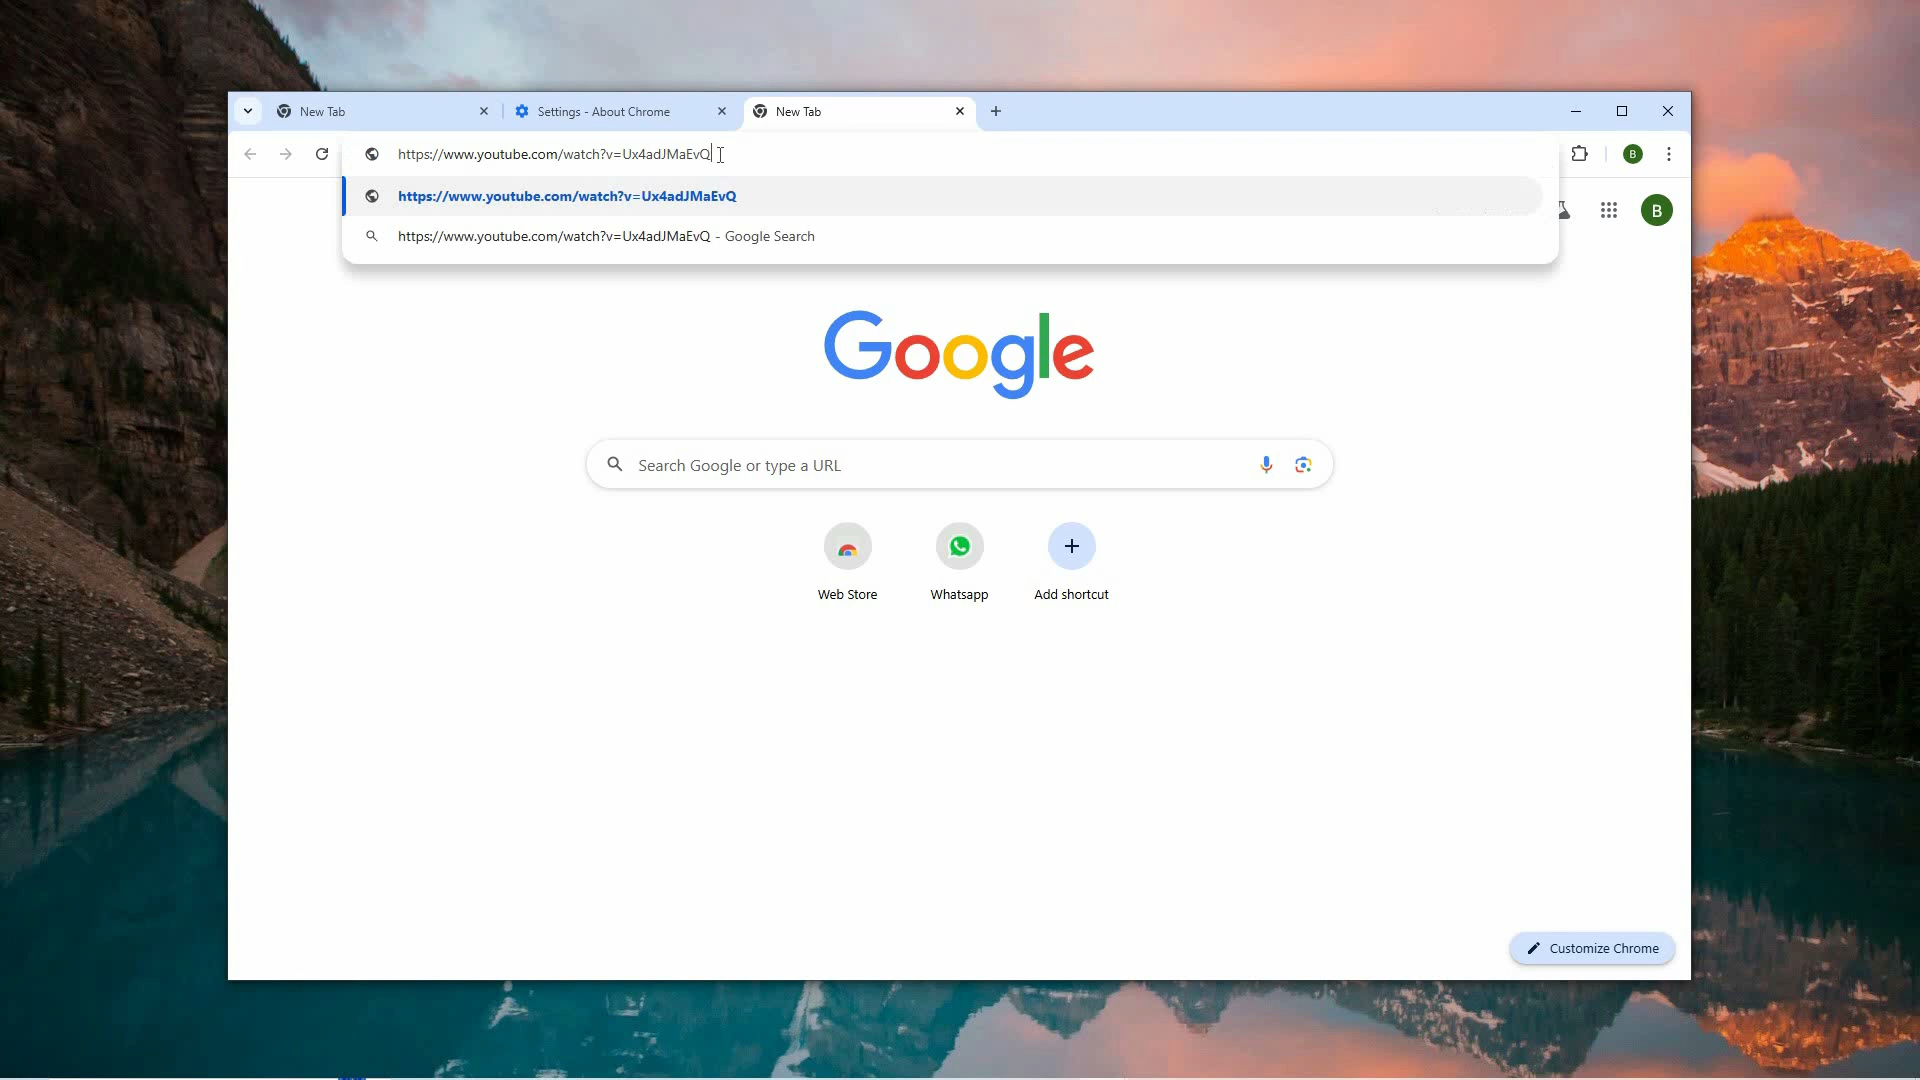 New Tab
Settings - About Chrome
New Tab
https://www.youtube.com/watch?v=Ux4adJMaEvQ
B
https://www.youtube.com/watch?v=Ux4adJMaEvQ
B
https://www.youtube.com/watch?v=Ux4adJMaEvQ - Google Search
Google
Search Google or type a URL
Web Store
Whatsapp
Add shortcut
Customize Chrome